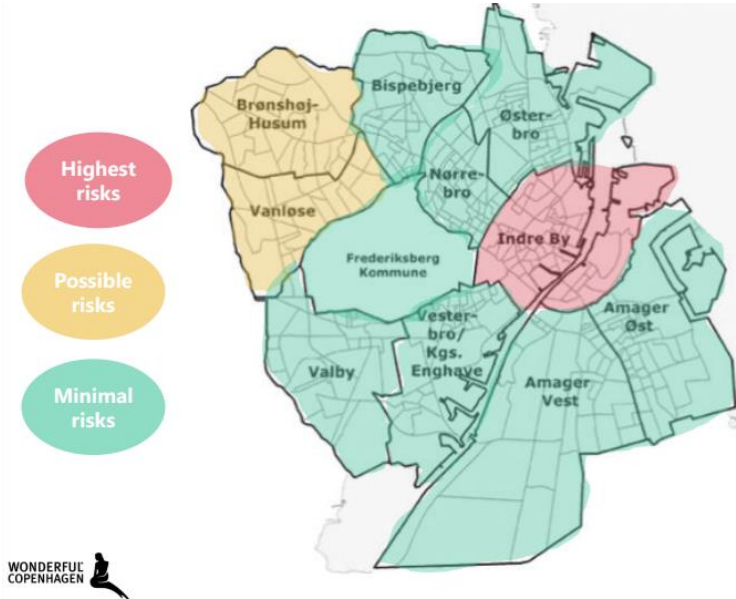 Highest
risks
Possible
risks
Minimal
risks
Brønshøj-
Husum
Bispebjerg
Øster-
bro
Vanløse
Nørre-
bro
Indre By
Frederiksberg
Kommune
Amager
Øst
Vester-
bro/
Kgs.
Enghave
Valby
Amager
Vest
WONDERFUL
COPENHAGEN